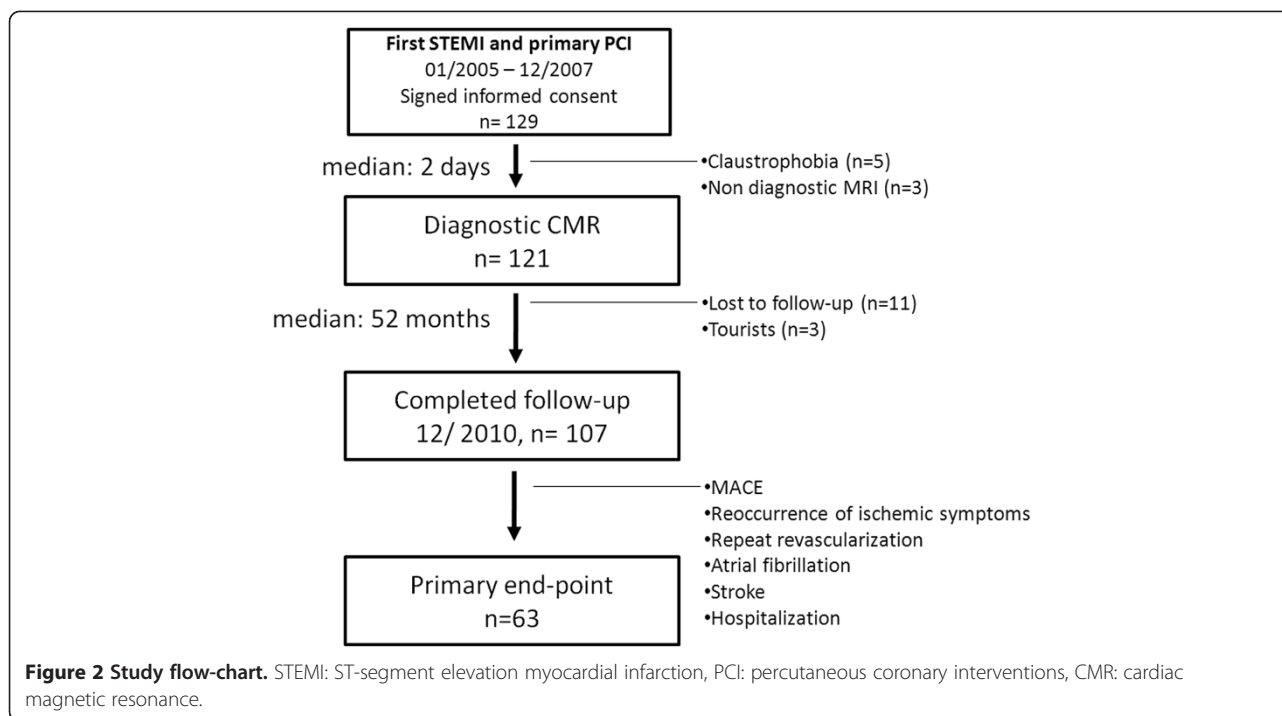 First STEMI and primary PCI
01/2005 – 12/2007
Signed informed consent
n= 129
median: 2 days
•Claustrophobia (n=5)
•Non diagnostic MRI (n=3)
Diagnostic CMR
n= 121
median: 52 months
•Lost to follow-up (n=11)
•Tourists (n=3)
Completed follow-up
12/ 2010, n= 107
•MACE
•Reoccurrence of ischemic symptoms
•Repeat revascularization
•Atrial fibrillation
•Stroke
•Hospitalization
Primary end-point
n=63
Figure 2 Study flow-chart. STEMI: ST-segment elevation myocardial infarction, PCI: percutaneous coronary interventions, CMR: cardiac
magnetic resonance.